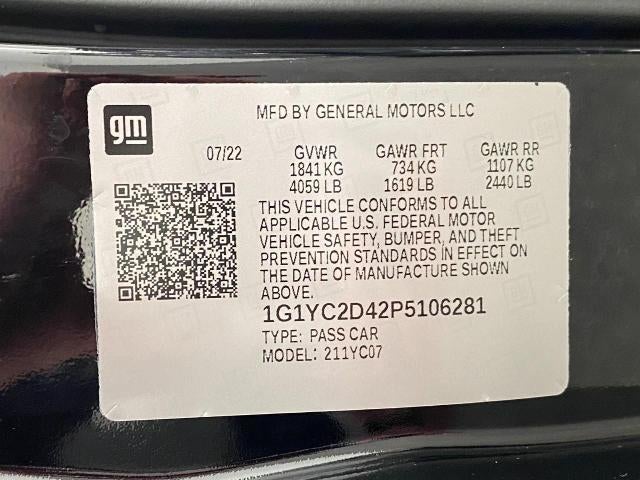 gm
MFD BY GENERAL MOTORS LLC
07/22 GVWR GAWR FRT GAWR RR
1841 KG 734 KG 1107 KG
4059 LB 1619 LB 2440 LB
THIS VEHICLE CONFORMS TO ALL
APPLICABLE U.S. FEDERAL MOTOR
VEHICLE SAFETY, BUMPER, AND THEFT
PREVENTION STANDARDS IN EFFECT ON
THE DATE OF MANUFACTURE SHOWN
ABOVE.
1G1YC2D42P5106281
TYPE: PASS CAR
MODEL: 211YC07